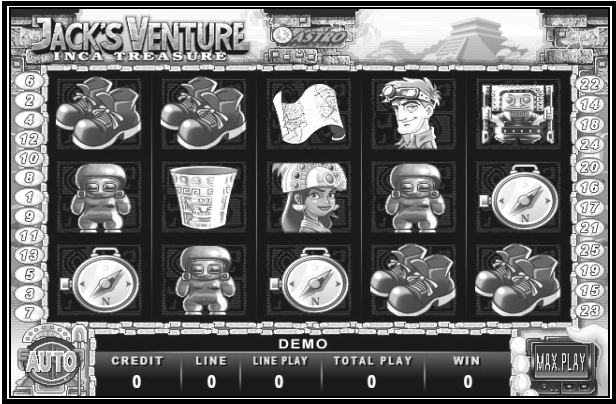 JACK'S VENTURE
INCA TREASURE
ASTRO
6
2
4
12
10
8
1
9
11
13
5
3
7
22
14
18
24
20
16
17
21
25
19
15
23
N
N
N
AUTO
DEMO
CREDIT LINE LINE PLAY TOTAL PLAY WIN
0 0 0 0 0
MAX.PLAY